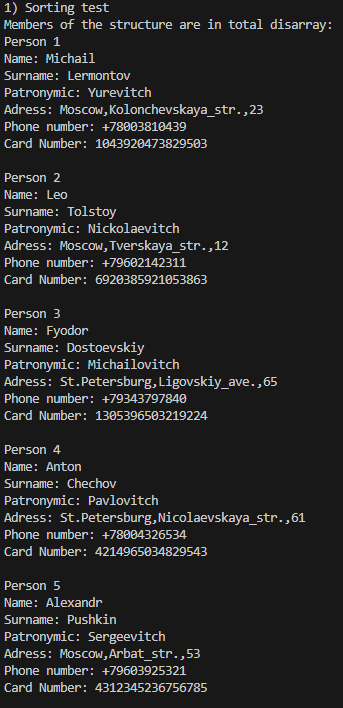 1) Sorting test
Members of the structure are in total disarray:
Person 1
Name: Michail
Surname: Lermontov
Patronymic: Yurevitch
Adress: Moscow,Kolonchevskaya_str.,23
Phone number: +78003810439
Card Number: 1043920473829503

Person 2
Name: Leo
Surname: Tolstoy
Patronymic: Nickolaevitch
Adress: Moscow,Tverskaya_str.,12
Phone number: +79602142311
Card Number: 6920385921053863

Person 3
Name: Fyodor
Surname: Dostoevskiy
Patronymic: Michailovitch
Adress: St.Petersburg,Ligovskiy_ave.,65
Phone number: +79343797840
Card Number: 1305396503219224

Person 4
Name: Anton
Surname: Chechov
Patronymic: Pavlovitch
Adress: St.Petersburg,Nicolaevskaya_str.,61
Phone number: +78004326534
Card Number: 4214965034829543

Person 5
Name: Alexandr
Surname: Pushkin
Patronymic: Sergeevitch
Adress: Moscow,Arbat_str.,53
Phone number: +79603925321
Card Number: 4312345236756785